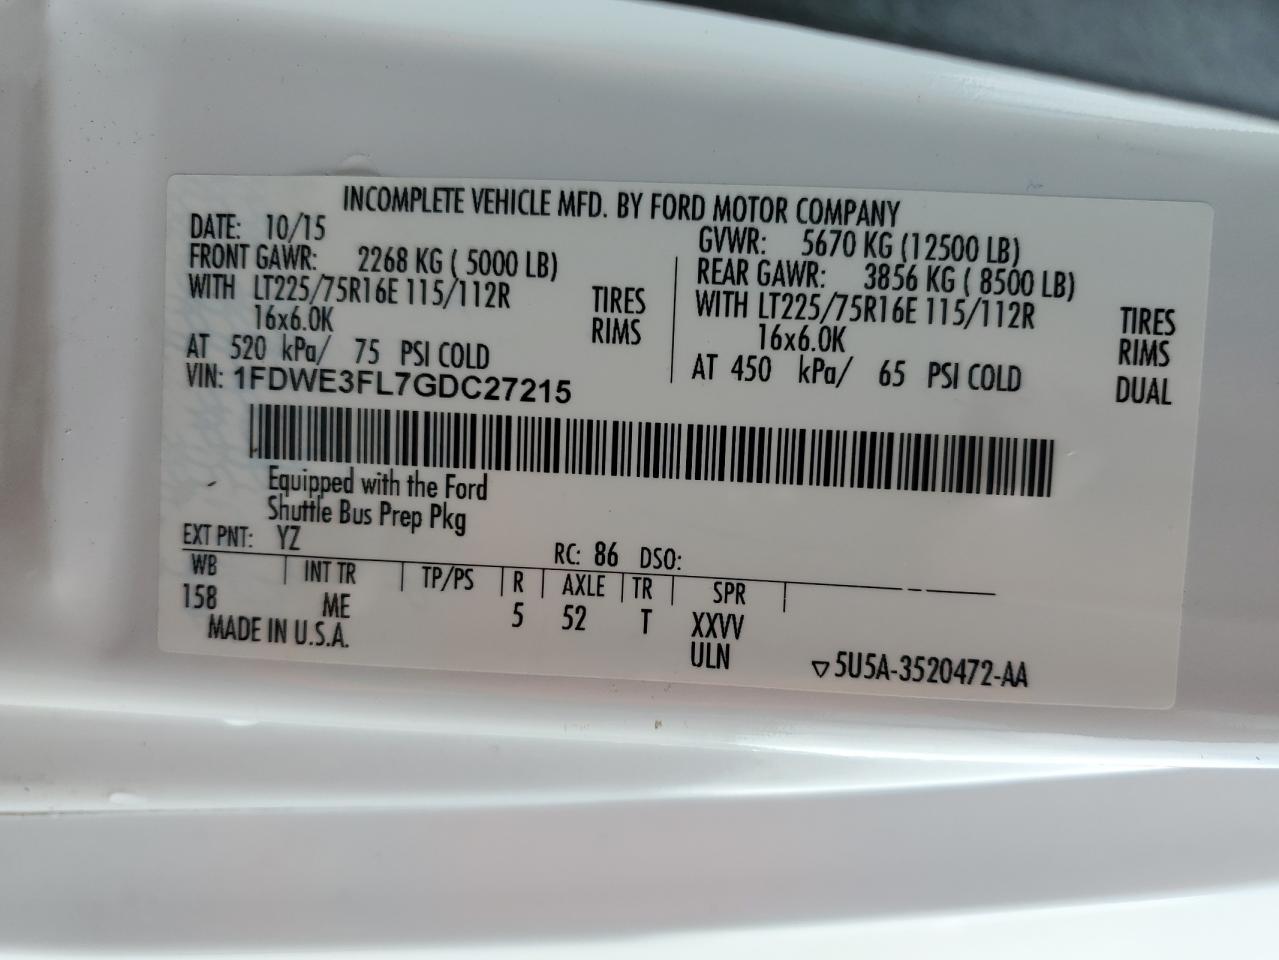 INCOMPLETE VEHICLE MFD. BY FORD MOTOR COMPANY
DATE: 10/15
GVWR: 5670 KG (12500 LB)
FRONT GAWR: 2268 KG ( 5000 LB)
REAR GAWR: 3856 KG ( 8500 LB)
WITH LT225/75R16E 115/112R TIRES
WITH LT225/75R16E 115/112R TIRES
16x6.0K RIMS
16x6.0K RIMS
AT 520 kPa/ 75 PSI COLD
AT 450 kPa/ 65 PSI COLD DUAL
VIN: 1FDWE3FL7GDC27215
Equipped with the Ford
Shuttle Bus Prep Pkg
EXT PNT: YZ RC: 86 DSO:
WB INT TR TP/PS R AXLE TR SPR
158 ME 5 52 T XXVV
MADE IN U.S.A. ULN
▽5U5A-3520472-AA